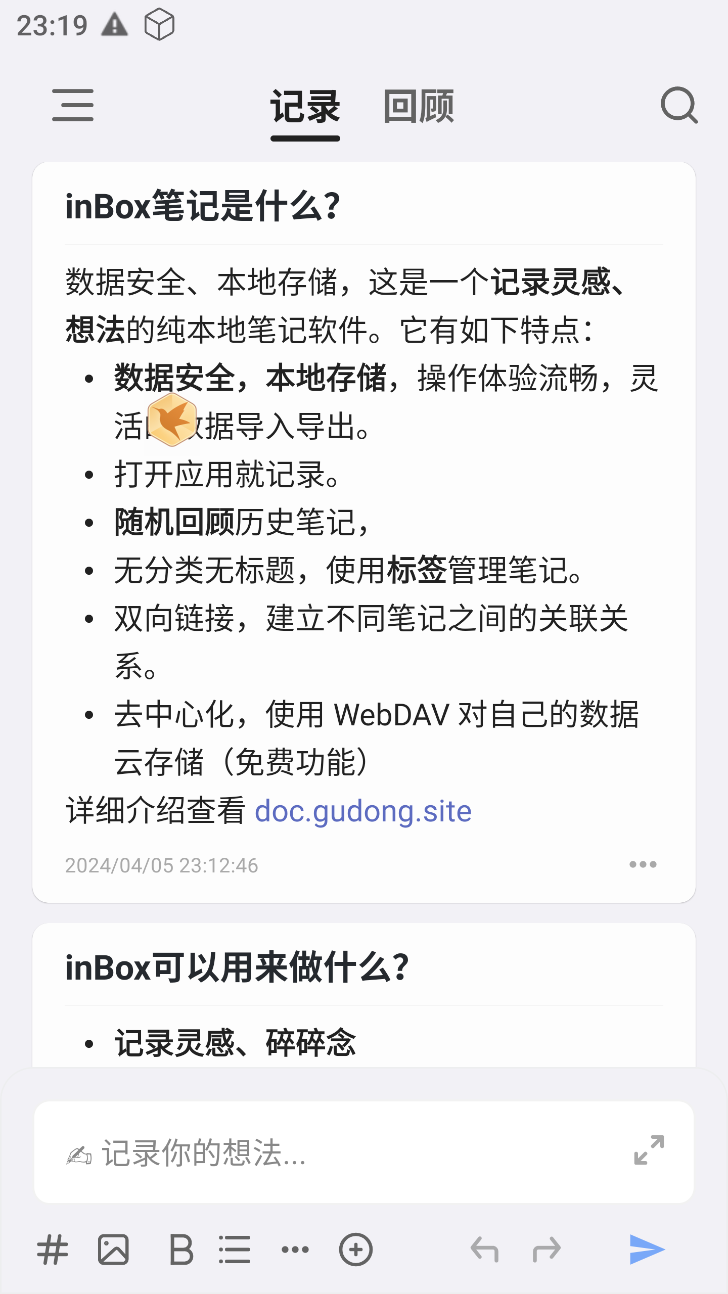 23:19
记录 回顾
inBox笔记是什么?
数据安全、本地存储，这是一个记录灵感、
想法的纯本地笔记软件。它有如下特点：
• 数据安全，本地存储，操作体验流畅，灵
活 据导入导出。
• 打开应用就记录。
• 随机回顾历史笔记，
• 无分类无标题，使用标签管理笔记。
• 双向链接，建立不同笔记之间的关联关
系。
• 去中心化，使用 WebDAV 对自己的数据
云存储（免费功能）
详细介绍查看 doc.gudong.site
2024/04/05 23:12:46
inBox可以用来做什么?
• 记录灵感、碎碎念
✍ 记录你的想法...
# B